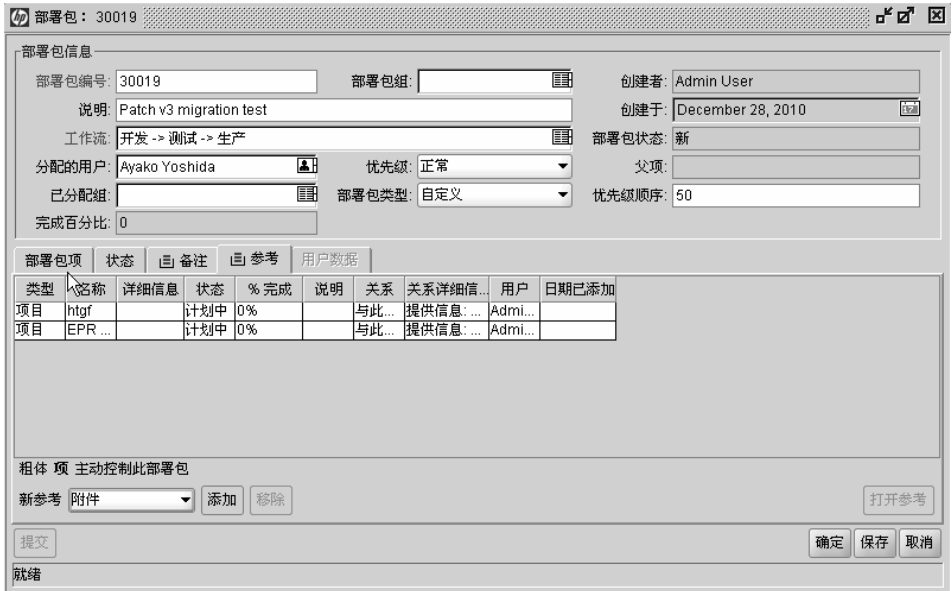 hp 部署包： 30019
部署包信息
部署包编号: 30019 部署包组: 创建者: Admin User
说明: Patch v3 migration test 创建于: December 28, 2010
工作流: 开发 -> 测试 -> 生产 部署包状态: 新
分配的用户: Ayako Yoshida 优先级: 正常 父项:
已分配组: 部署包类型: 自定义 优先级顺序: 50
完成百分比: 0
部署包项 状态 备注 参考 用户数据
类型 名称 详细信息 状态 % 完成 说明 关系 关系详细信... 用户 日期已添加
项目 htgf 计划中 0% 与此... 提供信息: ... Admi...
项目 EPR ... 计划中 0% 与此... 提供信息: ... Admi...
粗体 项 主动控制此部署包
新参考 附件 添加 移除 打开参考
提交 确定 保存 取消
就绪